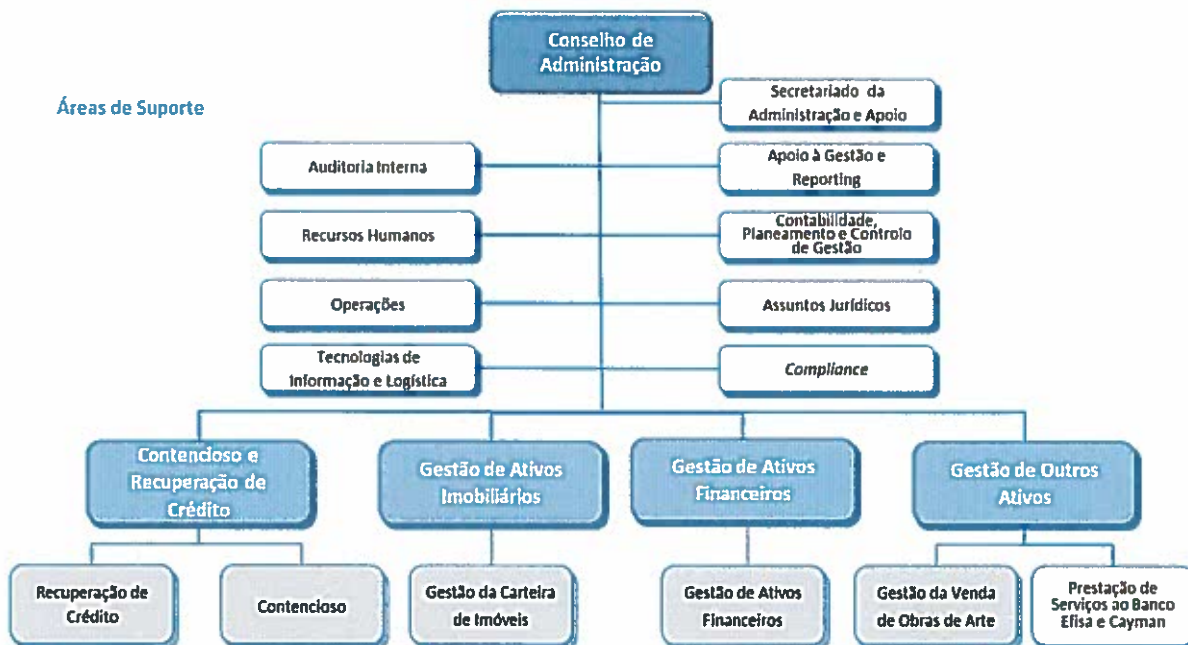 Conselho de
Administração
Áreas de Suporte
Secretariado da
Administração e Apoio
Auditoria Interna
Apoio à Gestão e
Reporting
Recursos Humanos
Contabilidade,
Planeamento e Controlo
de Gestão
Operações
Assuntos Jurídicos
Tecnologias de
Informação e Logística
Compliance
Contencioso e
Recuperação de
Crédito
Gestão de Ativos
Imobiliários
Gestão de Ativos
Financeiros
Gestão de Outros
Ativos
Recuperação de
Crédito
Contencioso
Gestão da Carteira
de Imóveis
Gestão de Ativos
Financeiros
Gestão da Venda
de Obras de Arte
Prestação de
Serviços ao Banco
Efisa e Cayman